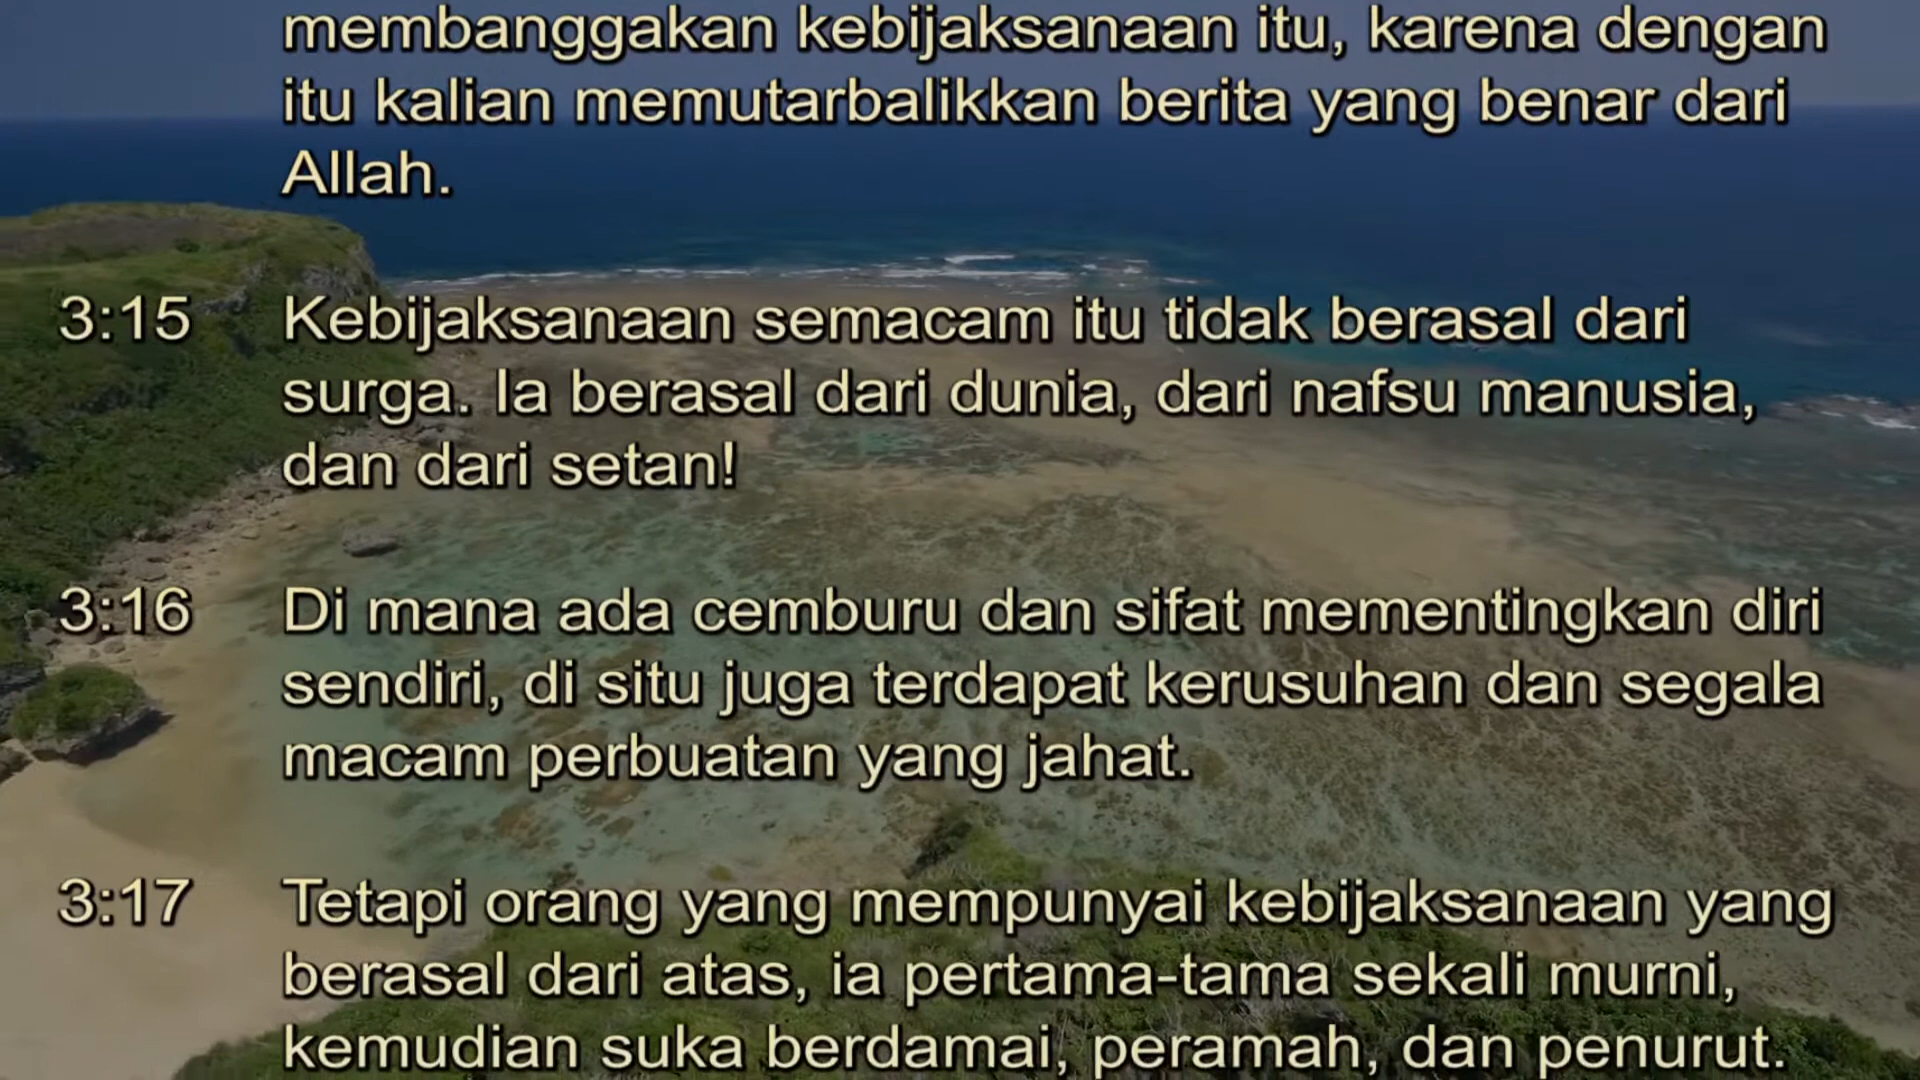 membanggakan kebijaksanaan itu, karena dengan
itu kalian memutarbalikkan berita yang benar dari
Allah.
3:15 Kebijaksanaan semacam itu tidak berasal dari
surga. Ia berasal dari dunia, dari nafsu manusia,
dan dari setan!
3:16 Di mana ada cemburu dan sifat mementingkan diri
sendiri, di situ juga terdapat kerusuhan dan segala
macam perbuatan yang jahat.
3:17 Tetapi orang yang mempunyai kebijaksanaan yang
berasal dari atas, ia pertama-tama sekali murni,
kemudian suka berdamai, peramah, dan penurut.